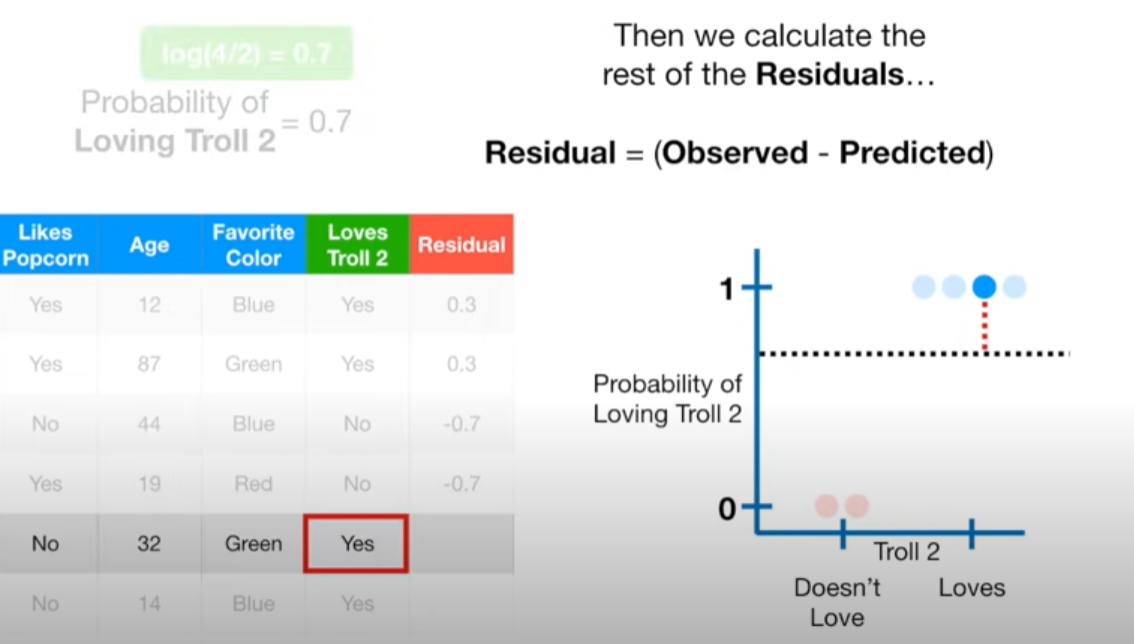 log(4/2) = 0.7
Probability of
Loving Troll 2 = 0.7
Then we calculate the
rest of the Residuals...
Residual = (Observed - Predicted)
Likes Popcorn Age Favorite Color Loves Troll 2 Residual
Yes 12 Blue Yes 0.3
Yes 87 Green Yes 0.3
No 44 Blue No -0.7
Yes 19 Red No -0.7
No 32 Green Yes
No 14 Blue Yes
1
Probability of
Loving Troll 2
0
Troll 2
Doesn't
Love
Loves